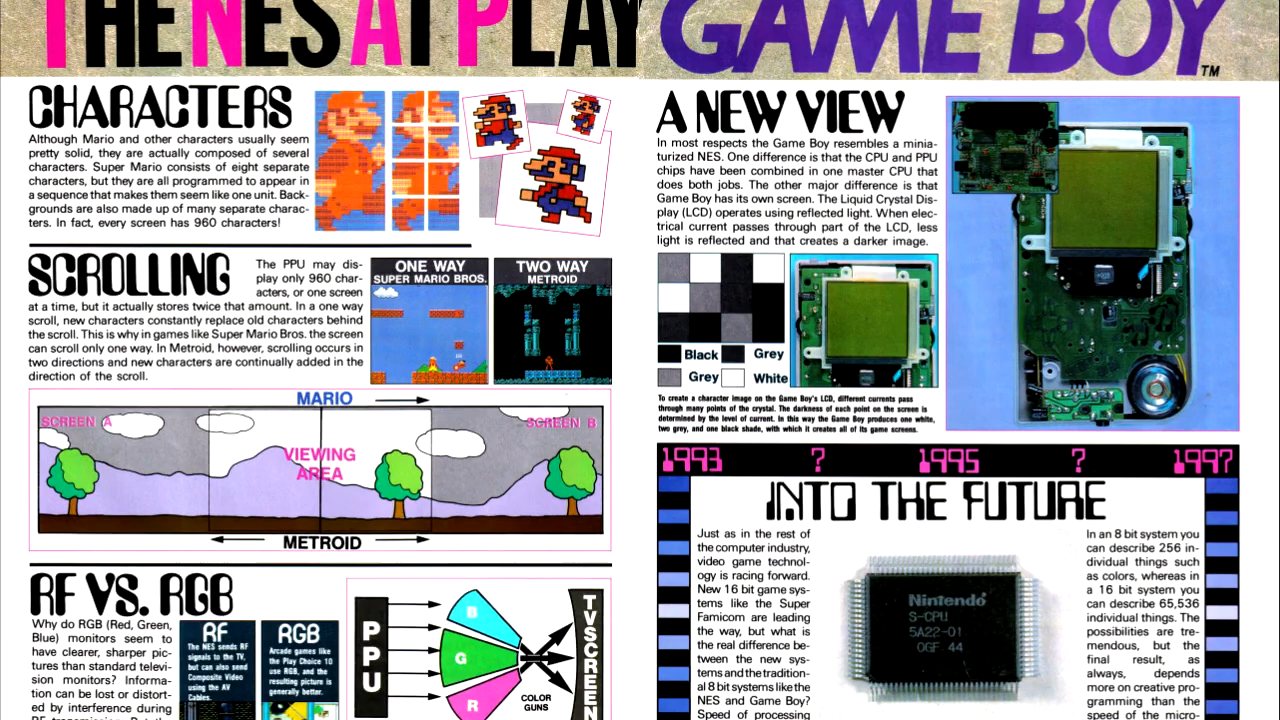 THE NES AT PLAY
CHARACTERS
Although Mario and other characters usually seem
pretty solid, they are actually composed of several
characters. Super Mario consists of eight separate
characters, but they are all programmed to appear in
a sequence that makes them seem like one unit. Back-
grounds are also made up of many separate charac-
ters. In fact, every screen has 960 characters!
SCROLLING
The PPU may dis-
play only 960 char-
acters, or one screen
at a time, but it actually stores twice that amount. In a one way
scroll, new characters constantly replace old characters behind
the scroll. This is why in games like Super Mario Bros. the screen
can scroll only one way. In Metroid, however, scrolling occurs in
two directions and new characters are continually added in the
direction of the scroll.
ONE WAY
SUPER MARIO BROS.
TWO WAY
METROID
MARIO
SCREEN A
SCREEN B
VIEWING
AREA
METROID
RF VS. RGB
Why do RGB (Red, Green,
Blue) monitors seem to
have clearer, sharper pic-
tures than standard televi-
sion monitors? Informa-
tion can be lost or distort-
ed by interference during
RF
The NES sends RF
signals to the TV,
but can also send
Composite Video
using the AV
Cables.
RGB
Arcade games like
the Play Choice 10
use RGB, and the
resulting picture is
generally better.
PPU
B
G
R
COLOR
GUNS
TV SCREEN
GAME BOY
TM
A NEW VIEW
In most respects the Game Boy resembles a minia-
turized NES. One difference is that the CPU and PPU
chips have been combined in one master CPU that
does both jobs. The other major difference is that
Game Boy has its own screen. The Liquid Crystal Dis-
play (LCD) operates using reflected light. When elec-
trical current passes through part of the LCD, less
light is reflected and that creates a darker image.
Black
Grey
Grey
White
To create a character image on the Game Boy's LCD, different currents pass
through many points of the crystal. The darkness of each point on the screen is
determined by the level of current. In this way the Game Boy produces one white,
two grey, and one black shade, with which it creates all of its game screens.
1993 ? 1995 ? 1997
INTO THE FUTURE
Just as in the rest of
the computer industry,
video game technol-
ogy is racing forward.
New 16 bit game sys-
tems like the Super
Famicom are leading
the way, but what is
the real difference be-
tween the new sys-
tems and the tradition-
al 8 bit systems like the
NES and Game Boy?
Speed of processing
Nintendo
S-CPU
5A22-01
OGF 44
In an 8 bit system you
can describe 256 in-
dividual things such
as colors, whereas in
a 16 bit system you
can describe 65,536
individual things. The
possibilities are tre-
mendous, but the
final result, as
always, depends
more on creative pro-
gramming than the
speed of the micro-